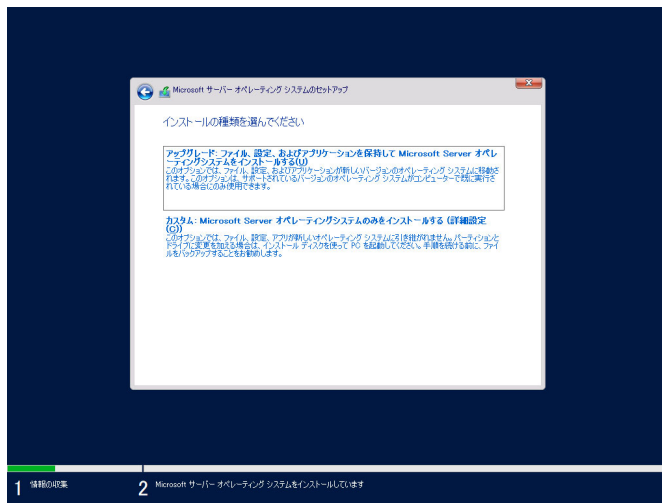 Microsoft サーバー オペレーティング システムのセットアップ
インストールの種類を選んでください
アップグレード: ファイル、設定、およびアプリケーションを保持して Microsoft Server オペレ
ーティングシステムをインストールする(U)
このオプションでは、ファイル、設定、およびアプリケーションが新しいバージョンのオペレーティング システムに移動さ
れます。このオプションは、サポートされているバージョンのオペレーティング システムがコンピューターで既に実行さ
れている場合にのみ使用できます。
カスタム: Microsoft Server オペレーティングシステムのみをインストールする (詳細設定
(C))
このオプションでは、ファイル、設定、アプリが新しいオペレーティング システムに引き継がれません。パーティションと
ドライブに変更を加える場合は、インストール ディスクを使って PC を起動してください。手順を続ける前に、ファイ
ルをバックアップすることをお勧めします。
1 情報の収集
2 Microsoft サーバー オペレーティング システムをインストールしています